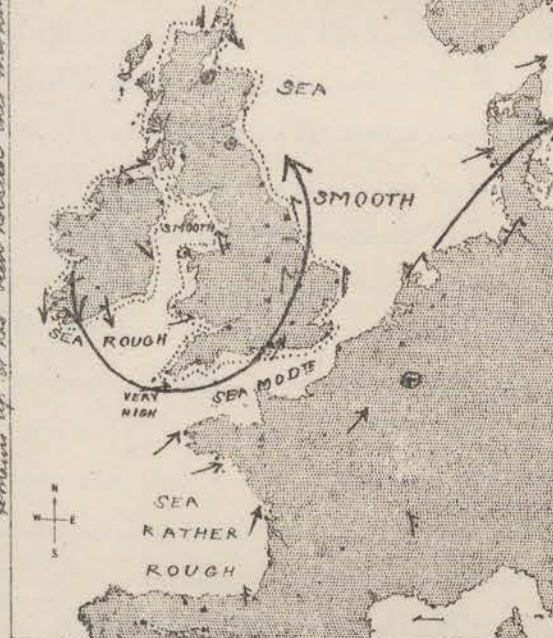 SEA
SMOOTH
SMOOTH
SEA ROUGH
SEA MODTE
VERY
HIGH
SEA
RATHER
ROUGH
N
W E
S